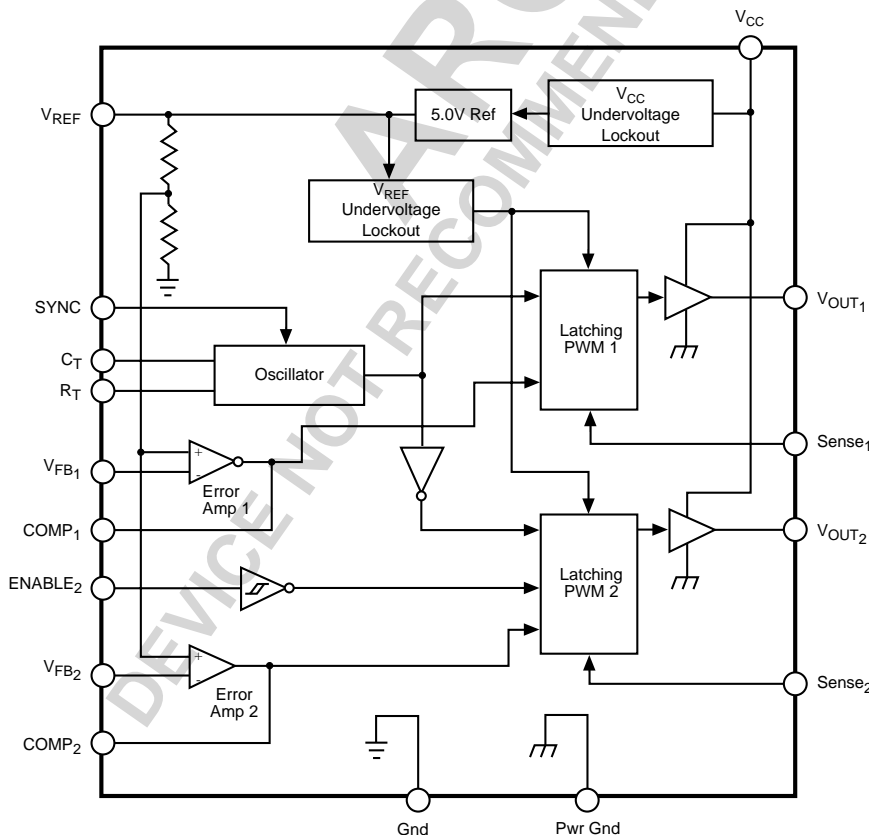 VCC
VREF
5.0V Ref
VCC
Undervoltage
Lockout
VREF
Undervoltage
Lockout
SYNC
CT
RT
Oscillator
Latching
PWM 1
VOUT1
Sense1
VFB1
+
-
Error
Amp 1
COMP1
ENABLE2
Latching
PWM 2
VOUT2
VFB2
+
-
Error
Amp 2
Sense2
COMP2
Gnd
Pwr Gnd
DEVICE NOT RECOMMEN